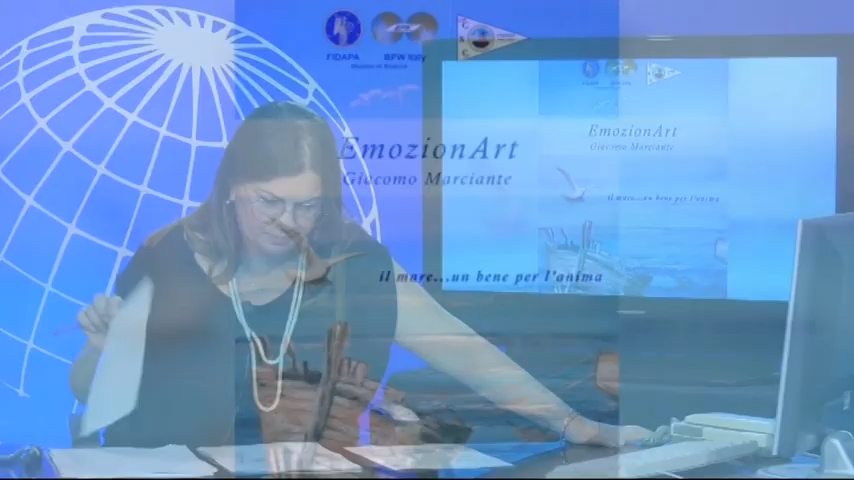 FIDAPA BPW Italy
EmozionArt
Giacomo Marciante
il mare...un bene per l'anima
EmozionArt
Giacomo Marciante
il mare...un bene per l'anima